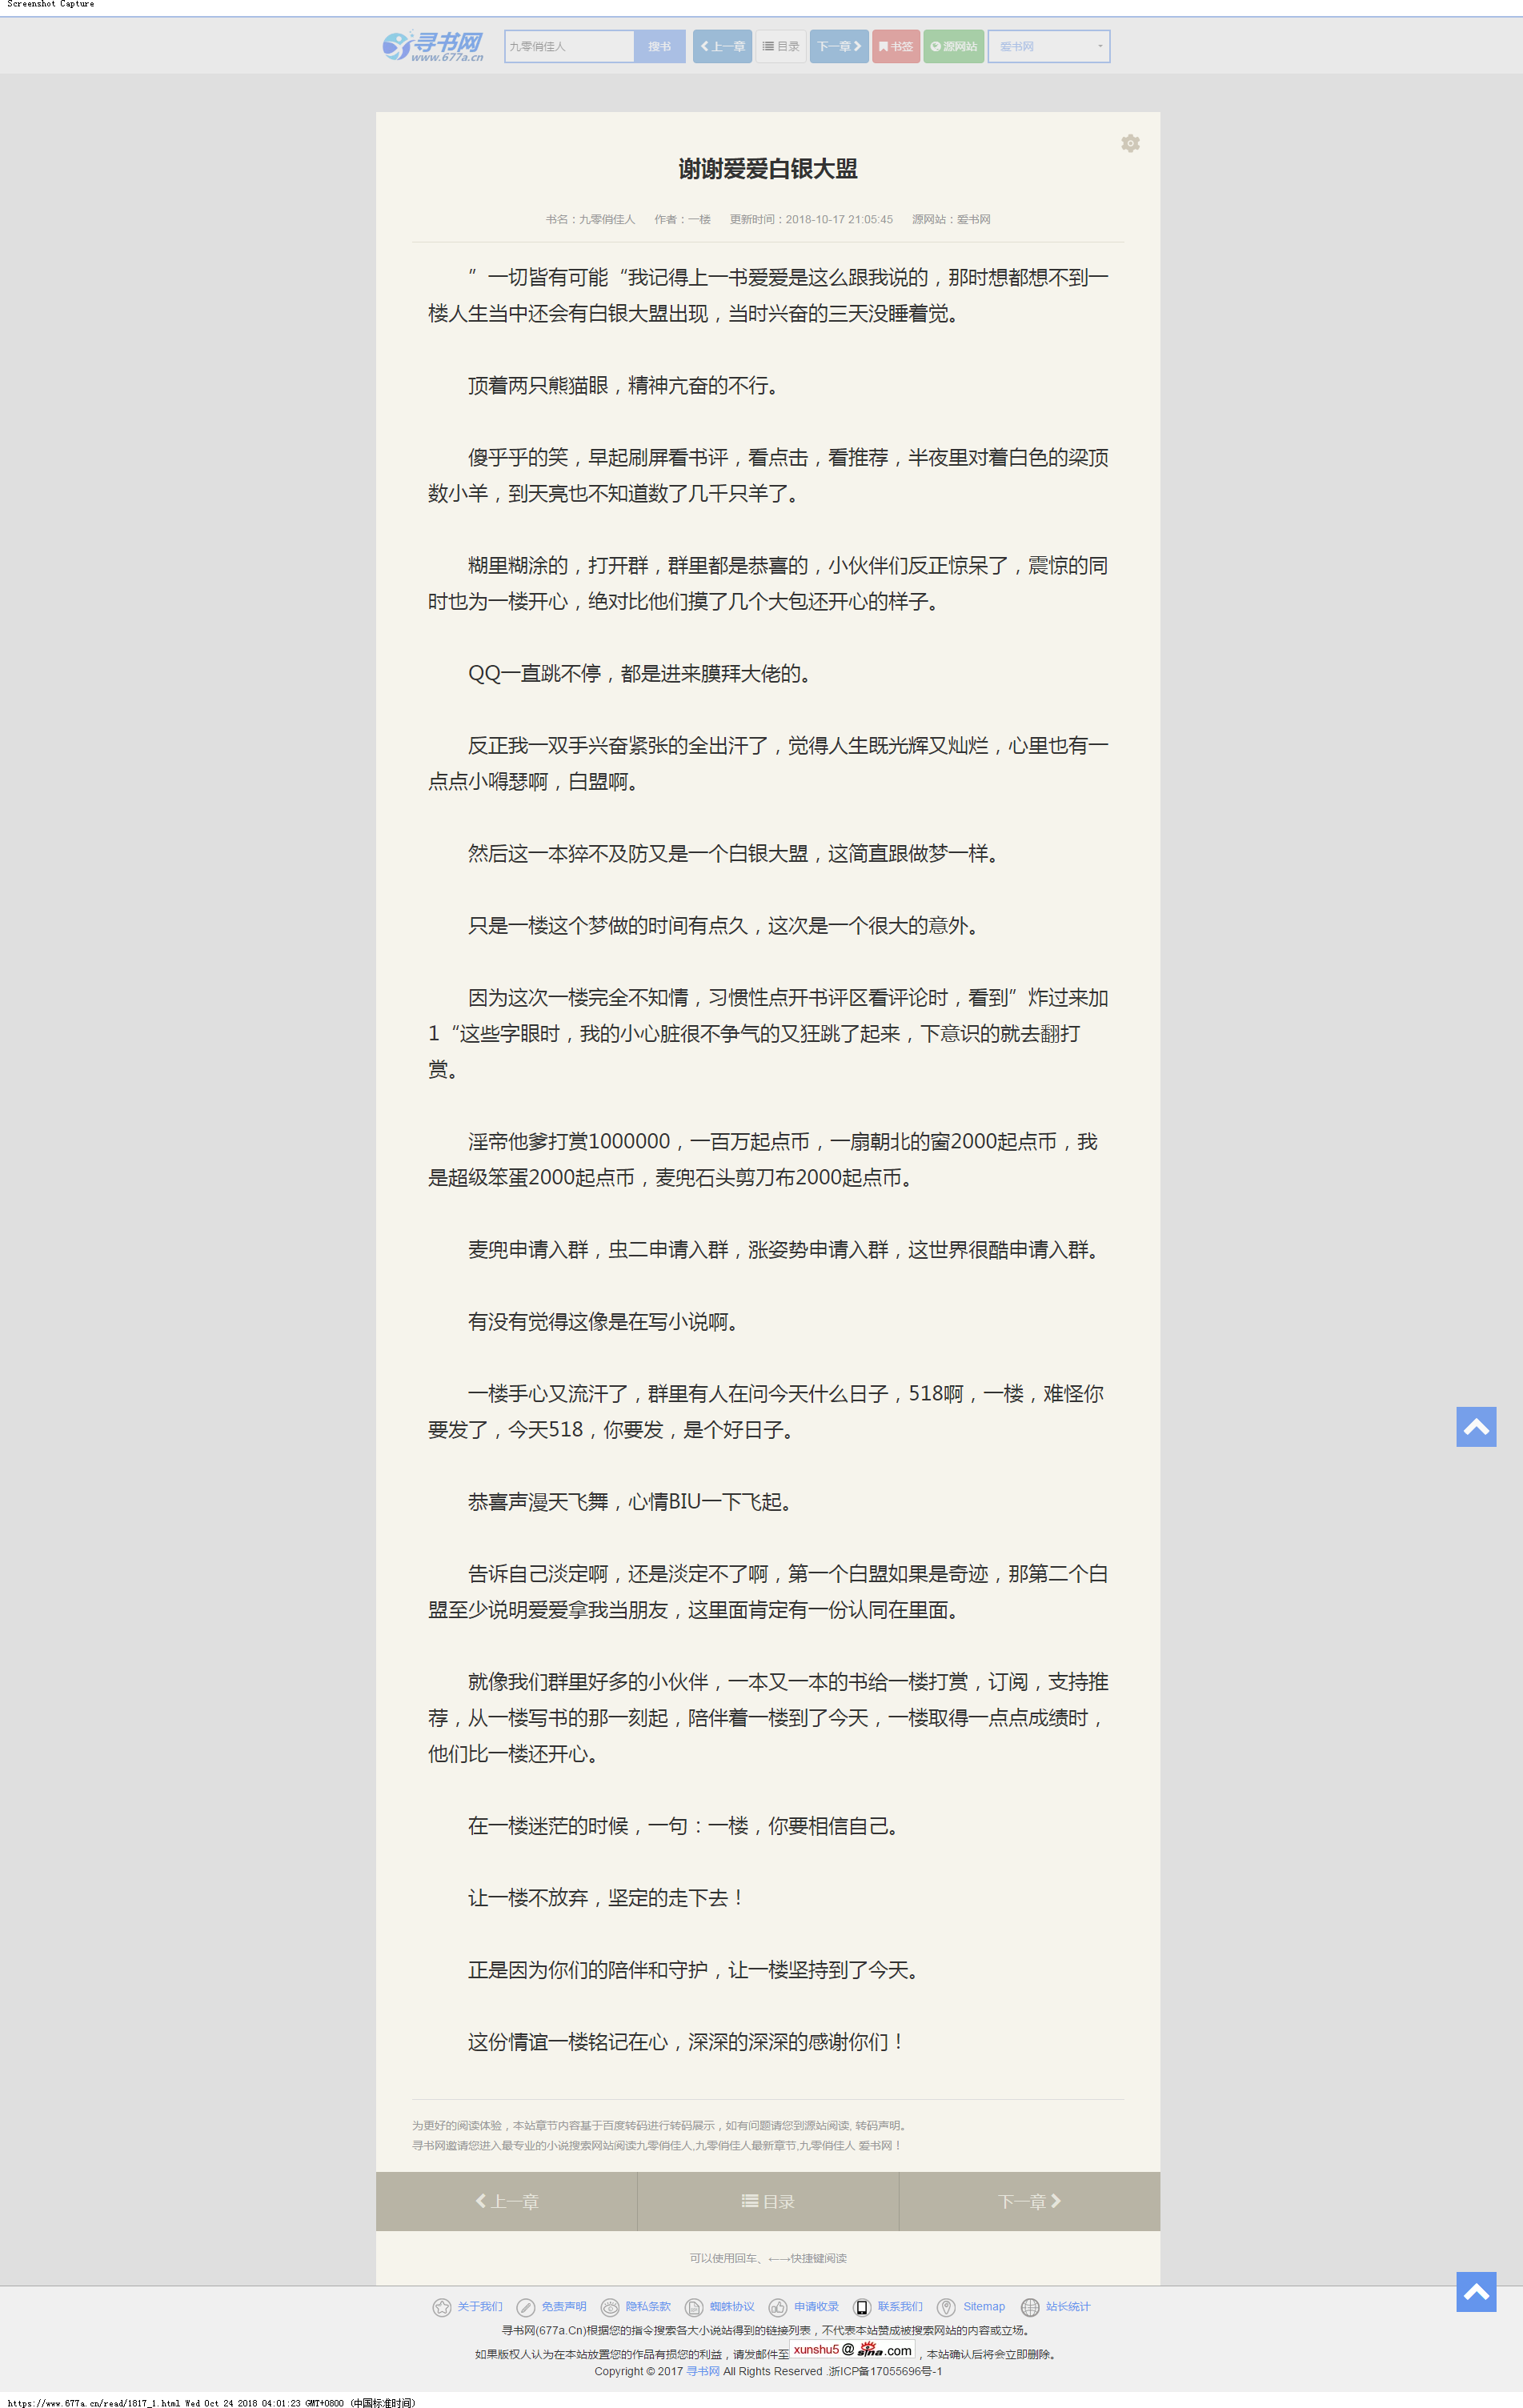 Screenshot Capture
寻书网
www.677a.cn
九零俏佳人 搜书 上一章 目录 下一章 书签 源网站 爱书网
谢谢爱爱白银大盟
书名：九零俏佳人 作者：一楼 更新时间：2018-10-17 21:05:45 源网站：爱书网
”一切皆有可能“我记得上一书爱爱是这么跟我说的，那时想都想不到一
楼人生当中还会有白银大盟出现，当时兴奋的三天没睡着觉。
顶着两只熊猫眼，精神亢奋的不行。
傻乎乎的笑，早起刷屏看书评，看点击，看推荐，半夜里对着白色的梁顶
数小羊，到天亮也不知道数了几千只羊了。
糊里糊涂的，打开群，群里都是恭喜的，小伙伴们反正惊呆了，震惊的同
时也为一楼开心，绝对比他们摸了几个大包还开心的样子。
QQ一直跳不停，都是进来膜拜大佬的。
反正我一双手兴奋紧张的全出汗了，觉得人生既光辉又灿烂，心里也有一
点点小嘚瑟啊，白盟啊。
然后这一本猝不及防又是一个白银大盟，这简直跟做梦一样。
只是一楼这个梦做的时间有点久，这次是一个很大的意外。
因为这次一楼完全不知情，习惯性点开书评区看评论时，看到”炸过来加
1“这些字眼时，我的小心脏很不争气的又狂跳了起来，下意识的就去翻打
赏。
淫帝他爹打赏1000000，一百万起点币，一扇朝北的窗2000起点币，我
是超级笨蛋2000起点币，麦兜石头剪刀布2000起点币。
麦兜申请入群，虫二申请入群，涨姿势申请入群，这世界很酷申请入群。
有没有觉得这像是在写小说啊。
一楼手心又流汗了，群里有人在问今天什么日子，518啊，一楼，难怪你
要发了，今天518，你要发，是个好日子。
恭喜声漫天飞舞，心情BIU一下飞起。
告诉自己淡定啊，还是淡定不了啊，第一个白盟如果是奇迹，那第二个白
盟至少说明爱爱拿我当朋友，这里面肯定有一份认同在里面。
就像我们群里好多的小伙伴，一本又一本的书给一楼打赏，订阅，支持推
荐，从一楼写书的那一刻起，陪伴着一楼到了今天，一楼取得一点点成绩时，
他们比一楼还开心。
在一楼迷茫的时候，一句：一楼，你要相信自己。
让一楼不放弃，坚定的走下去！
正是因为你们的陪伴和守护，让一楼坚持到了今天。
这份情谊一楼铭记在心，深深的深深的感谢你们！
为更好的阅读体验，本站章节内容基于百度转码进行转码展示，如有问题请您到源站阅读, 转码声明。
寻书网邀请您进入最专业的小说搜索网站阅读九零俏佳人,九零俏佳人最新章节,九零俏佳人 爱书网！
上一章 目录 下一章
可以使用回车、←→快捷键阅读
关于我们 免责声明 隐私条款 蜘蛛协议 申请收录 联系我们 Sitemap 站长统计
寻书网(677a.Cn)根据您的指令搜索各大小说站得到的链接列表，不代表本站赞成被搜索网站的内容或立场。
如果版权人认为在本站放置您的作品有损您的利益，请发邮件至xunshu5@sina.com，本站确认后将会立即删除。
Copyright © 2017 寻书网 All Rights Reserved .浙ICP备17055696号-1
https://www.677a.cn/read/1817_1.html Wed Oct 24 2018 04:01:23 GMT+0800 (中国标准时间)